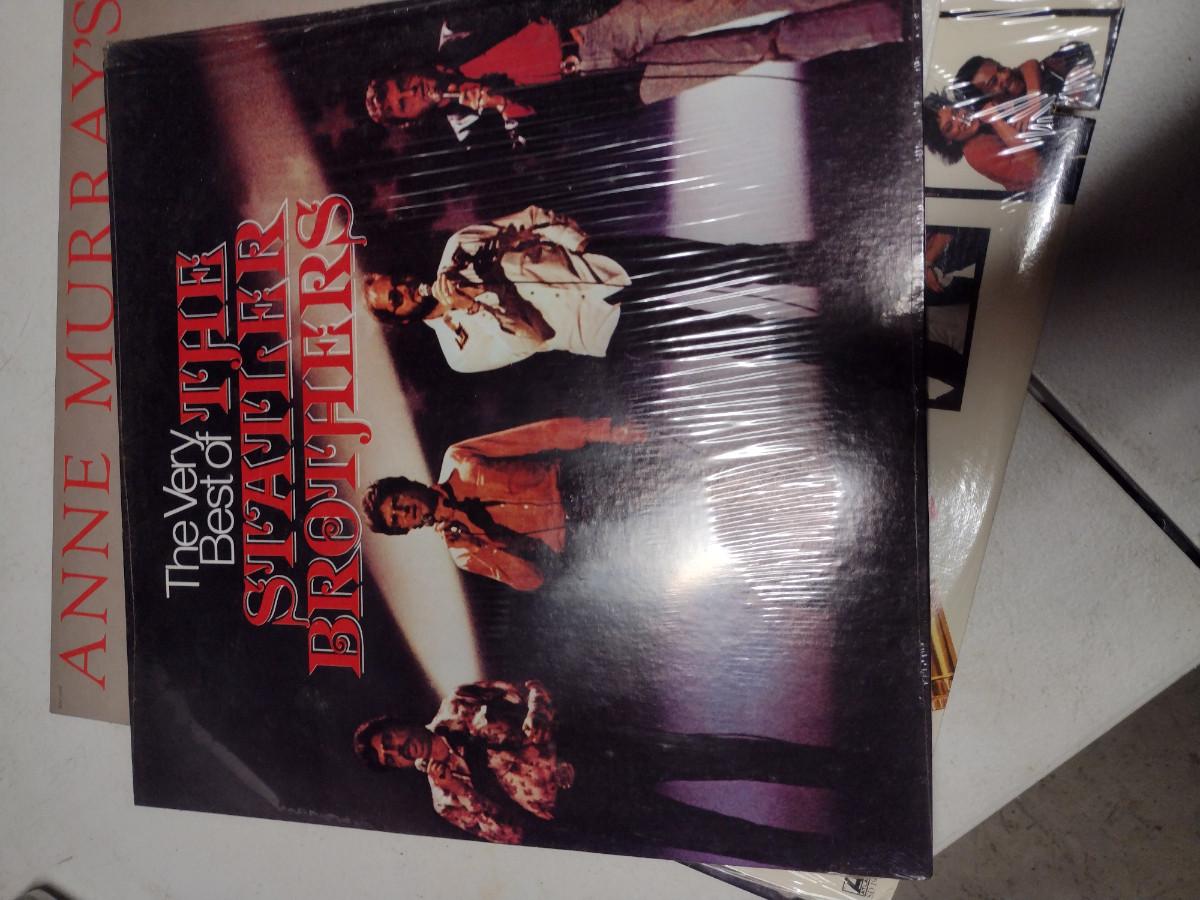 ANNE MURRAY'S
The Very
Best of THE
STATLER
BROTHERS